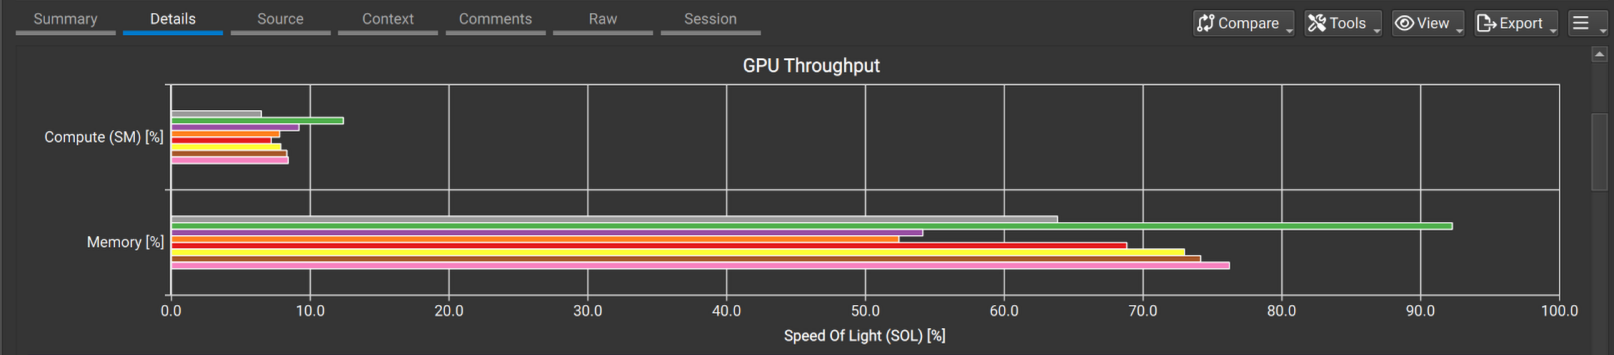 Summary Details Source Context Comments Raw Session Compare Tools View Export
GPU Throughput
Compute (SM) [%]
Memory [%]
0.0 10.0 20.0 30.0 40.0 50.0 60.0 70.0 80.0 90.0 100.0
Speed Of Light (SOL) [%]